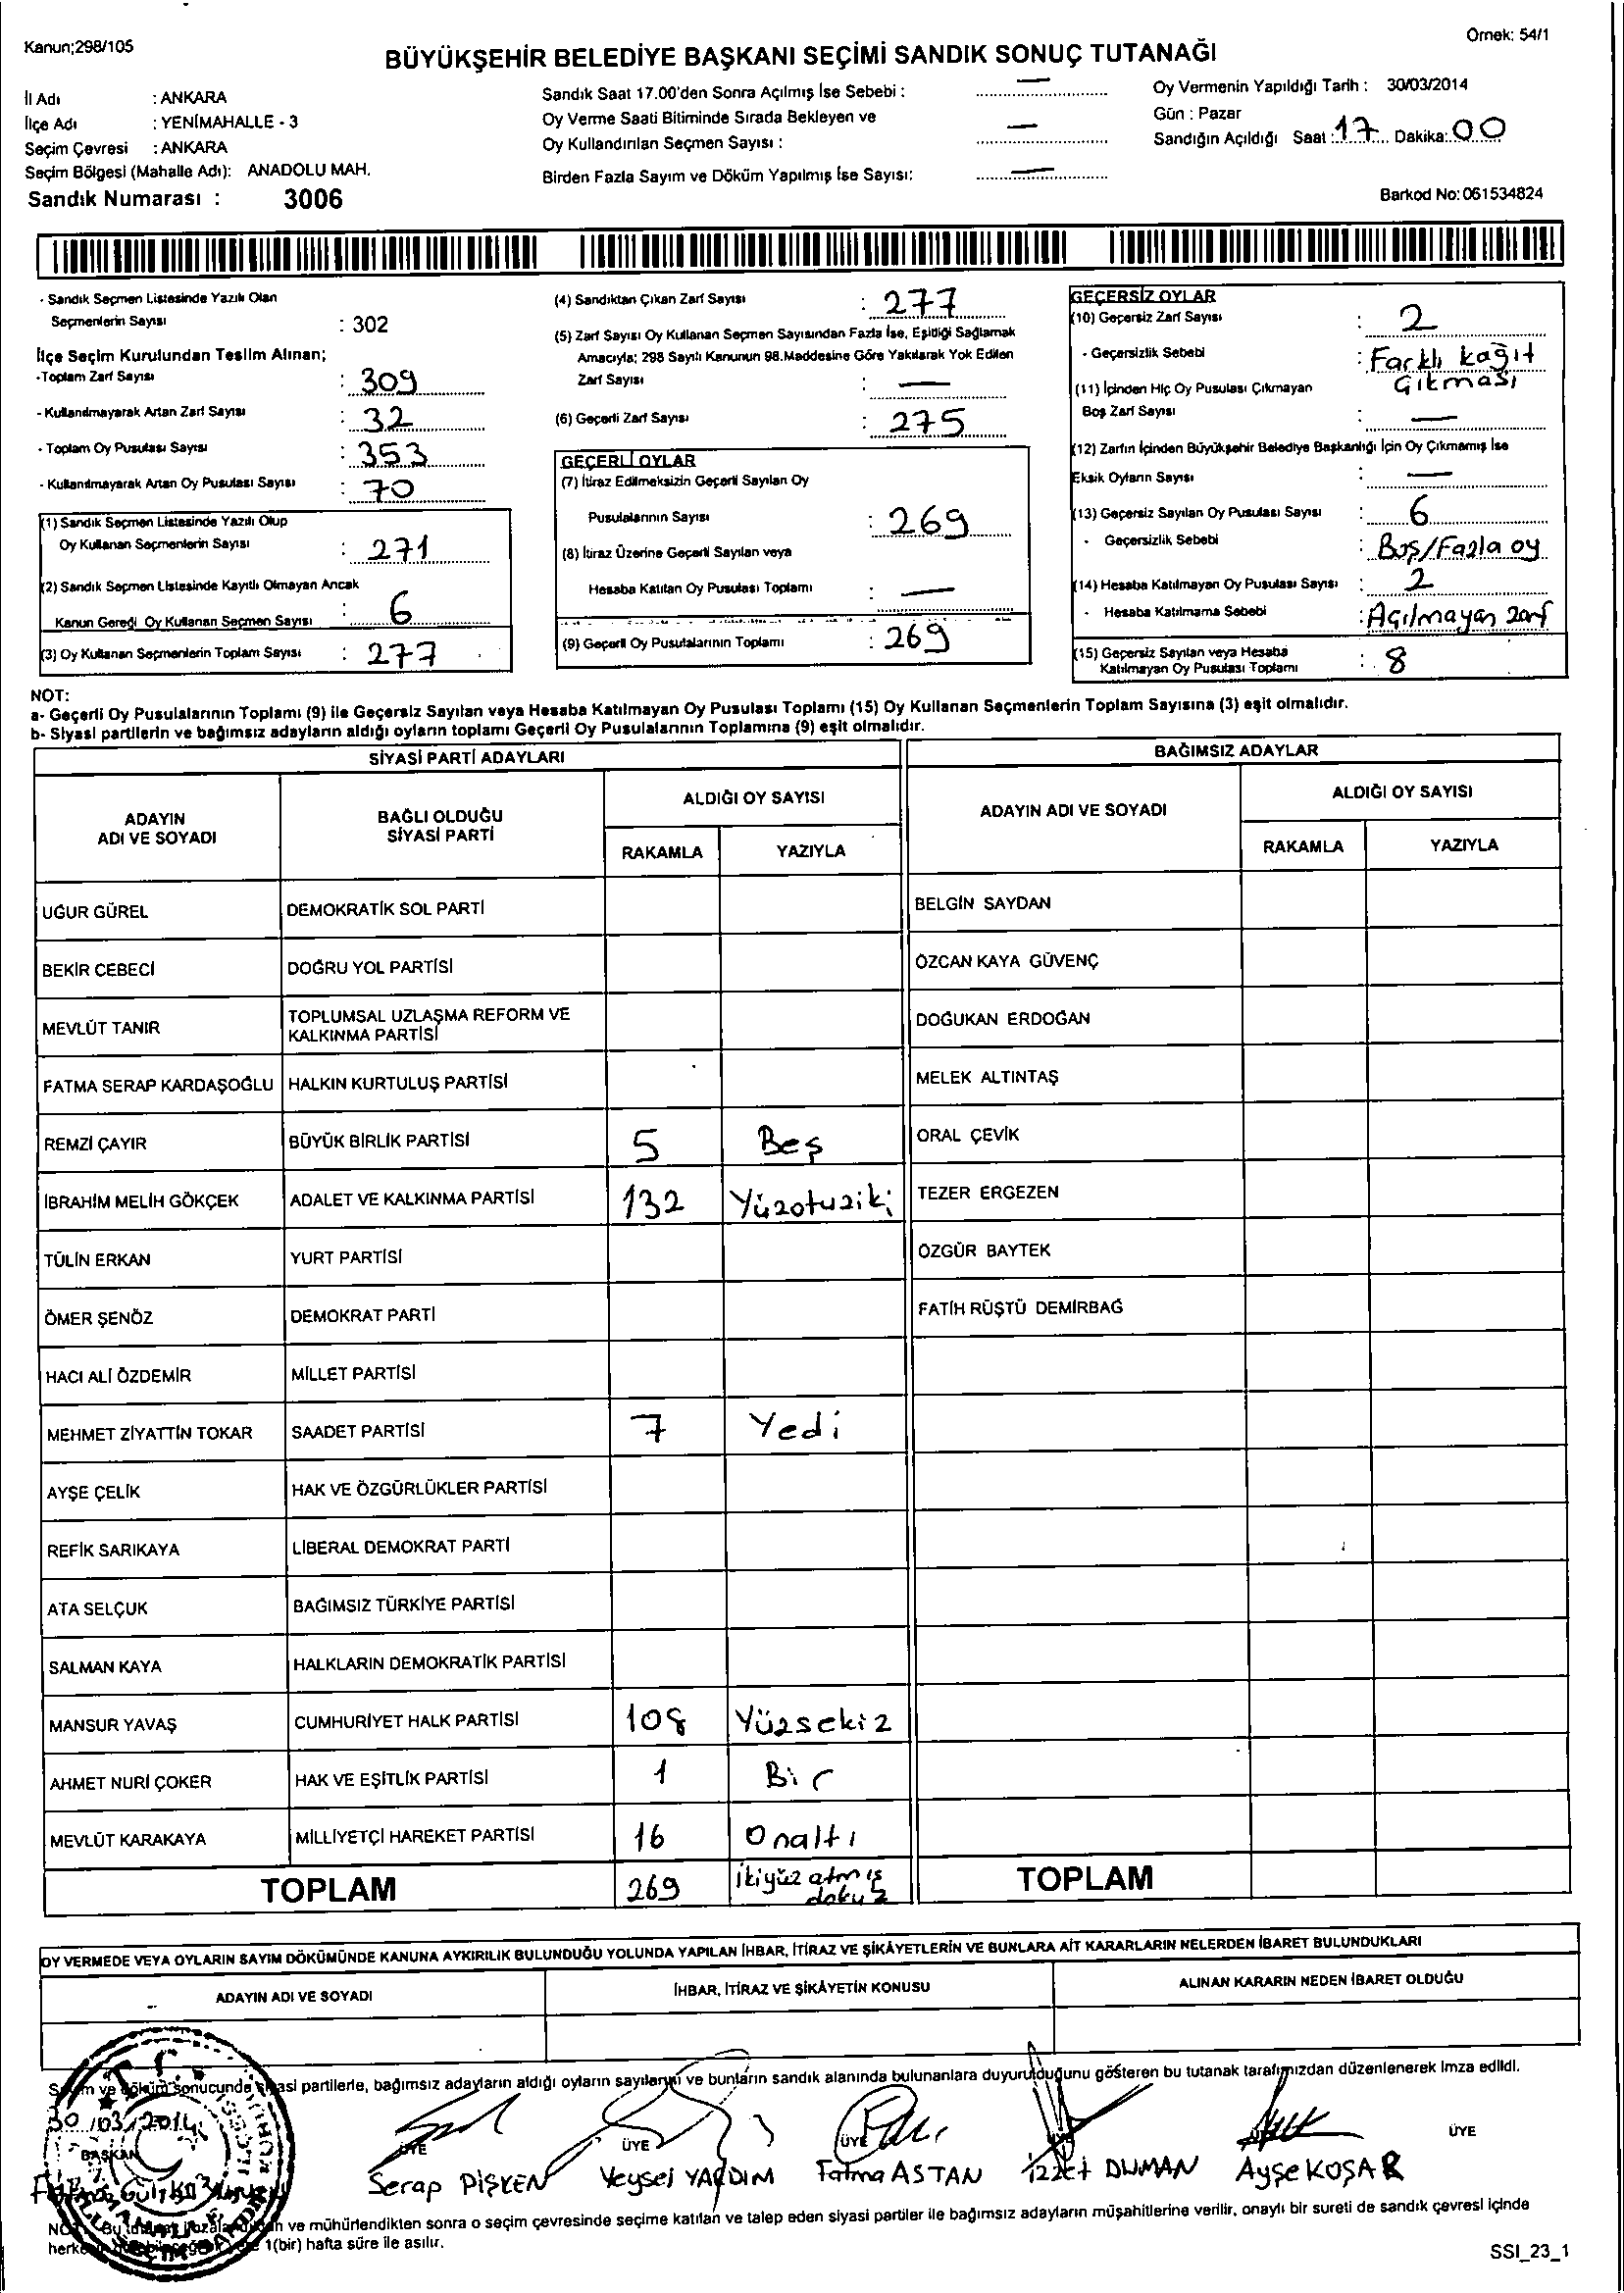 Kanun;298/105
Örnek: 54/1
BÜYÜKŞEHİR BELEDİYE BAŞKANI SEÇİMİ SANDIK SONUÇ TUTANAĞI
İl Adı : ANKARA
İlçe Adı : YENİMAHALLE - 3
Seçim Çevresi : ANKARA
Seçim Bölgesi (Mahalle Adı): ANADOLU MAH.
Sandık Numarası : 3006
Sandık Saat 17.00'den Sonra Açılmış İse Sebebi : —
Oy Verme Saati Bitiminde Sırada Bekleyen ve
Oy Kullandırılan Seçmen Sayısı : —
Birden Fazla Sayım ve Döküm Yapılmış İse Sayısı: —
Oy Vermenin Yapıldığı Tarih : 30/03/2014
Gün : Pazar
Sandığın Açıldığı Saat : 17 Dakika: 00
Barkod No: 061534824
- Sandık Seçmen Listesinde Yazılı Olan
Seçmenlerin Sayısı : 302
İlçe Seçim Kurulundan Teslim Alınan;
-Toplam Zarf Sayısı : 309
- Kullanılmayarak Artan Zarf Sayısı : 32
- Toplam Oy Pusulası Sayısı : 353
- Kullanılmayarak Artan Oy Pusulası Sayısı : 70
(1) Sandık Seçmen Listesinde Yazılı Olup
Oy Kullanan Seçmenlerin Sayısı : 271
(2) Sandık Seçmen Listesinde Kayıtlı Olmayan Ancak
Kanun Gereği Oy Kullanan Seçmen Sayısı : 6
(3) Oy Kullanan Seçmenlerin Toplam Sayısı : 277
(4) Sandıktan Çıkan Zarf Sayısı : 277
(5) Zarf Sayısı Oy Kullanan Seçmen Sayısından Fazla İse, Eşitliği Sağlamak
Amacıyla; 298 Sayılı Kanunun 98.Maddesine Göre Yakılarak Yok Edilen
Zarf Sayısı : —
(6) Geçerli Zarf Sayısı : 275
GEÇERLİ OYLAR
(7) İtiraz Edilmeksizin Geçerli Sayılan Oy
Pusulalarının Sayısı : 269
(8) İtiraz Üzerine Geçerli Sayılan veya
Hesaba Katılan Oy Pusulası Toplamı : —
(9) Geçerli Oy Pusulalarının Toplamı : 269
GEÇERSİZ OYLAR
(10) Geçersiz Zarf Sayısı : 2
- Geçersizlik Sebebi : Farklı kağıt
çıkması
(11) İçinden Hiç Oy Pusulası Çıkmayan
Boş Zarf Sayısı : —
(12) Zarfın İçinden Büyükşehir Belediye Başkanlığı İçin Oy Çıkmamış İse
Eksik Oyların Sayısı : —
(13) Geçersiz Sayılan Oy Pusulası Sayısı : 6
- Geçersizlik Sebebi : Boş/Fazla oy
(14) Hesaba Katılmayan Oy Pusulası Sayısı : 2
- Hesaba Katılmama Sebebi : Açılmayan zarf
(15) Geçersiz Sayılan veya Hesaba
Katılmayan Oy Pusulası Toplamı : 8
NOT:
a- Geçerli Oy Pusulalarının Toplamı (9) ile Geçersiz Sayılan veya Hesaba Katılmayan Oy Pusulası Toplamı (15) Oy Kullanan Seçmenlerin Toplam Sayısına (3) eşit olmalıdır.
b- Siyasi partilerin ve bağımsız adayların aldığı oyların toplamı Geçerli Oy Pusulalarının Toplamına (9) eşit olmalıdır.
SİYASİ PARTİ ADAYLARI
BAĞIMSIZ ADAYLAR
ADAYIN
ADI VE SOYADI
BAĞLI OLDUĞU
SİYASİ PARTİ
ALDIĞI OY SAYISI
RAKAMLA YAZIYLA
ADAYIN ADI VE SOYADI
ALDIĞI OY SAYISI
RAKAMLA YAZIYLA
UĞUR GÜREL DEMOKRATİK SOL PARTİ BELGİN SAYDAN
BEKİR CEBECİ DOĞRU YOL PARTİSİ ÖZCAN KAYA GÜVENÇ
MEVLÜT TANIR TOPLUMSAL UZLAŞMA REFORM VE
KALKINMA PARTİSİ DOĞUKAN ERDOĞAN
FATMA SERAP KARDAŞOĞLU HALKIN KURTULUŞ PARTİSİ MELEK ALTINTAŞ
REMZİ ÇAYIR BÜYÜK BİRLİK PARTİSİ 5 Beş ORAL ÇEVİK
İBRAHİM MELİH GÖKÇEK ADALET VE KALKINMA PARTİSİ 132 Yüzotuziki TEZER ERGEZEN
TÜLİN ERKAN YURT PARTİSİ ÖZGÜR BAYTEK
ÖMER ŞENÖZ DEMOKRAT PARTİ FATİH RÜŞTÜ DEMİRBAĞ
HACI ALİ ÖZDEMİR MİLLET PARTİSİ
MEHMET ZİYATTİN TOKAR SAADET PARTİSİ 7 Yedi
AYŞE ÇELİK HAK VE ÖZGÜRLÜKLER PARTİSİ
REFİK SARIKAYA LİBERAL DEMOKRAT PARTİ
ATA SELÇUK BAĞIMSIZ TÜRKİYE PARTİSİ
SALMAN KAYA HALKLARIN DEMOKRATİK PARTİSİ
MANSUR YAVAŞ CUMHURİYET HALK PARTİSİ 108 Yüzsekiz
AHMET NURİ ÇOKER HAK VE EŞİTLİK PARTİSİ 1 Bir
MEVLÜT KARAKAYA MİLLİYETÇİ HAREKET PARTİSİ 16 Onaltı
TOPLAM 269 İkiyüz atmış
dokuz
TOPLAM
OY VERMEDE VEYA OYLARIN SAYIM DÖKÜMÜNDE KANUNA AYKIRILIK BULUNDUĞU YOLUNDA YAPILAN İHBAR, İTİRAZ VE ŞİKÂYETLERİN VE BUNLARA AİT KARARLARIN NELERDEN İBARET BULUNDUKLARI
ADAYIN ADI VE SOYADI İHBAR, İTİRAZ VE ŞİKÂYETİN KONUSU ALINAN KARARIN NEDEN İBARET OLDUĞU
Sayım ve döküm sonucunda siyasi partilerle, bağımsız adayların aldığı oyların sayılarını ve bunların sandık alanında bulunanlara duyurulduğunu gösteren bu tutanak tarafımızdan düzenlenerek imza edildi.
30/03/2014
BAŞKAN ÜYE ÜYE ÜYE ÜYE
Serap PİŞKEN Veysel YARDIM Fatma ASTAN İzzet DUMAN Ayşe KOŞAR
NOT: Bu tutanak ve mühürlendikten sonra o seçim çevresinde seçime katılan ve talep eden siyasi partiler ile bağımsız adayların müşahitlerine verilir, onaylı bir sureti de sandık çevresi içinde
1(bir) hafta süre ile asılır.
SSI_23_1